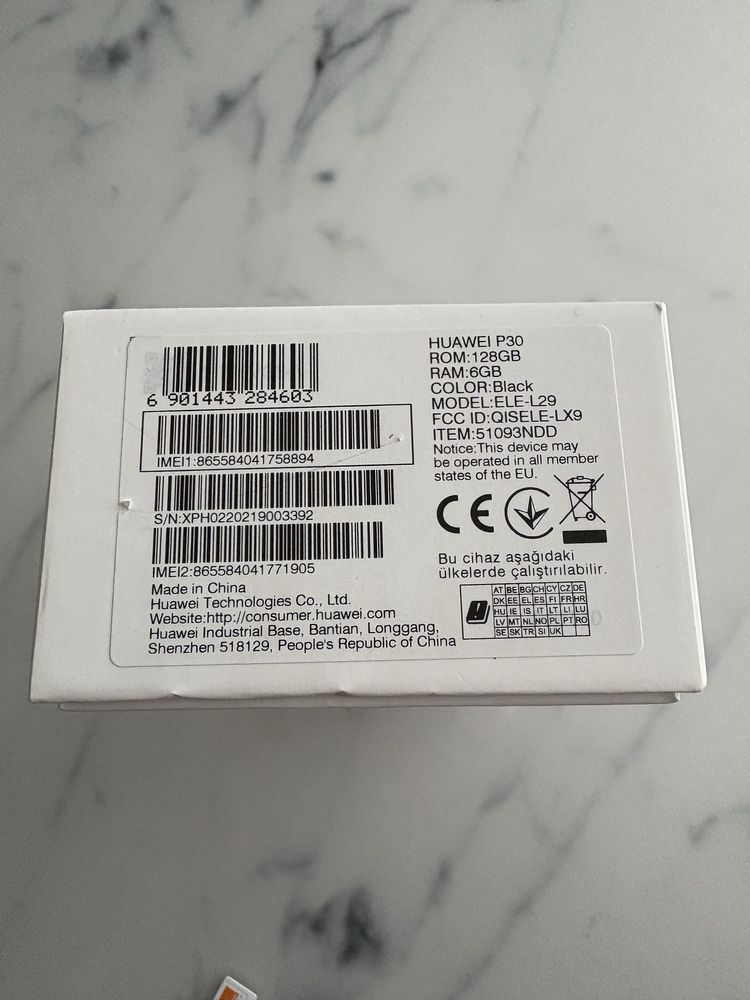 6 901443 284603
IMEI1:865584041758894
S/N:XPH0220219003392
IMEI2:865584041771905
Made in China
Huawei Technologies Co., Ltd.
Website:http://consumer.huawei.com
Huawei Industrial Base, Bantian, Longgang,
Shenzhen 518129, People's Republic of China
HUAWEI P30
ROM:128GB
RAM:6GB
COLOR:Black
MODEL:ELE-L29
FCC ID:QISELE-LX9
ITEM:51093NDD
Notice:This device may
be operated in all member
states of the EU.
CE
Bu cihaz aşağıdaki
ülkelerde çalıştırılabilir.
AT BE BG CH CY CZ DE
DK EE EL ES FI FR HR
HU IE IS IT LT LI LU
LV MT NL NO PL PT RO
SE SK TR SI UK